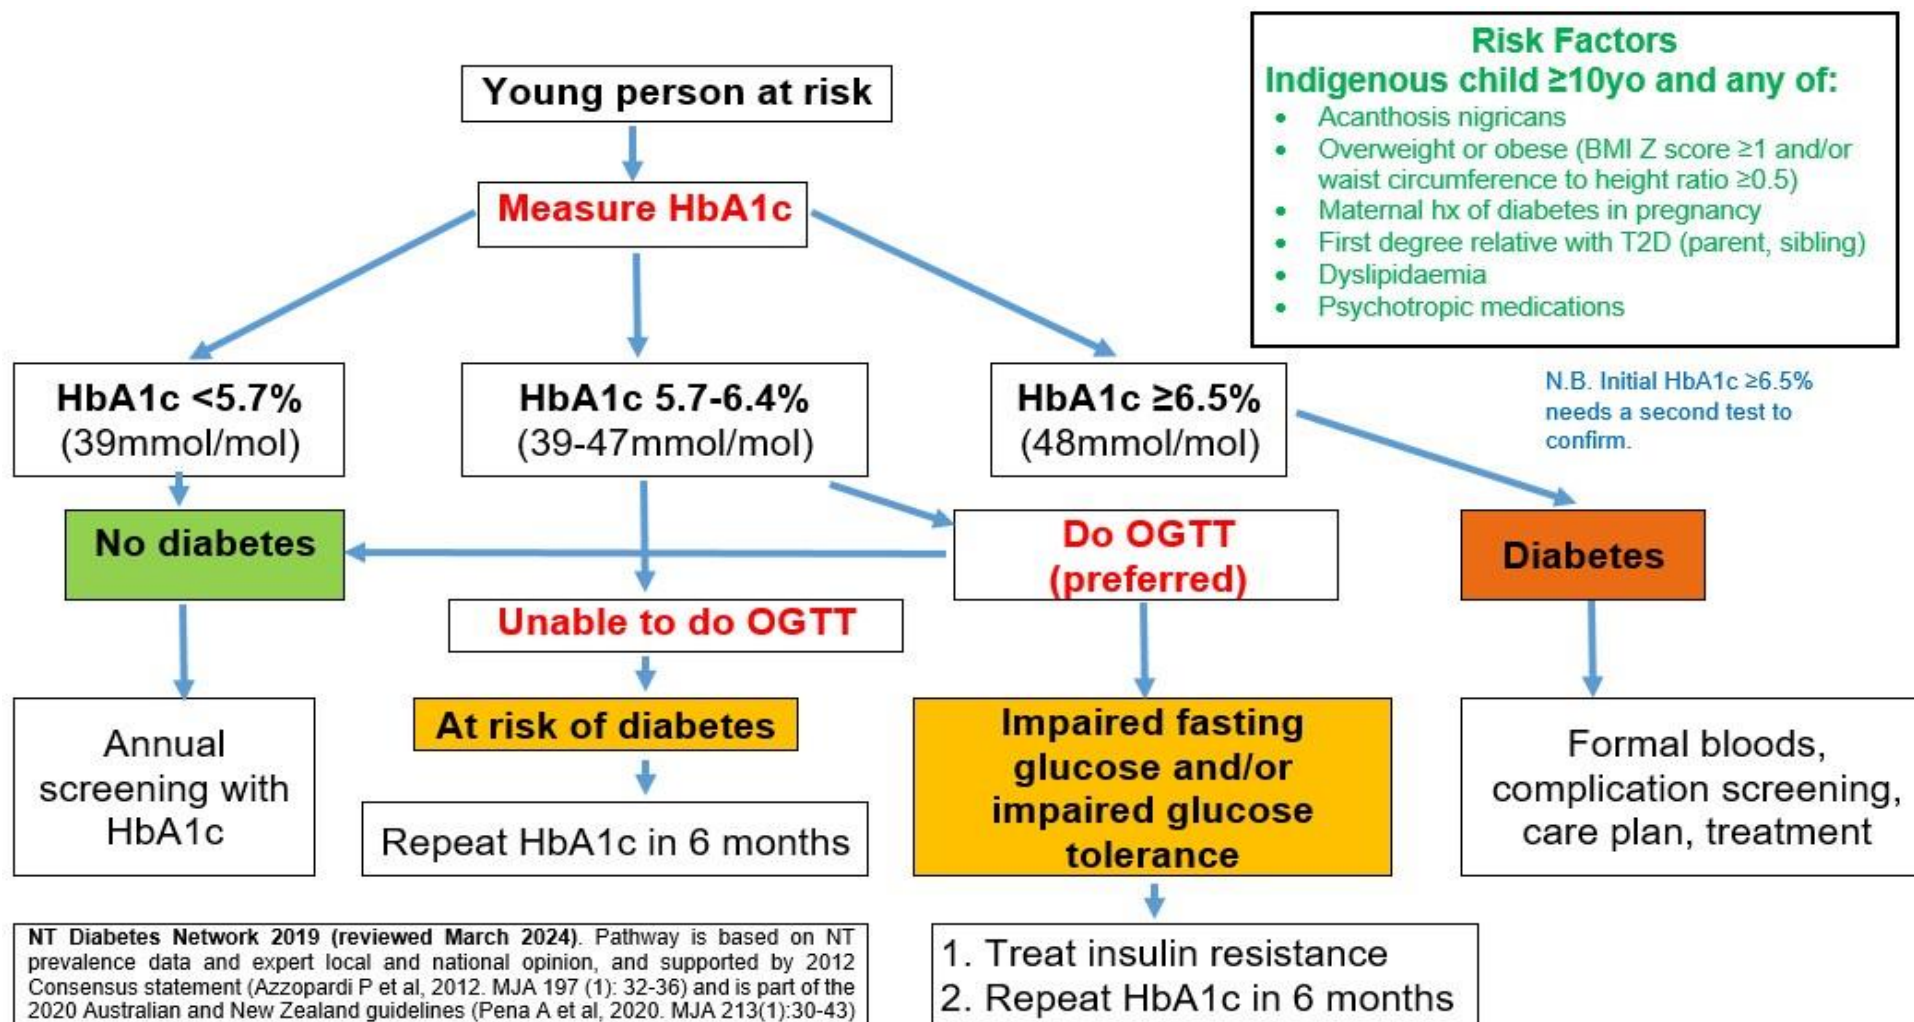 Young person at risk
Risk Factors
Indigenous child ≥10yo and any of:
• Acanthosis nigricans
• Overweight or obese (BMI Z score ≥1 and/or
waist circumference to height ratio ≥0.5)
• Maternal hx of diabetes in pregnancy
• First degree relative with T2D (parent, sibling)
• Dyslipidaemia
• Psychotropic medications
Measure HbA1c
HbA1c <5.7%
(39mmol/mol)
HbA1c 5.7-6.4%
(39-47mmol/mol)
HbA1c ≥6.5%
(48mmol/mol)
N.B. Initial HbA1c ≥6.5%
needs a second test to
confirm.
No diabetes
Do OGTT
(preferred)
Diabetes
Unable to do OGTT
Annual
screening with
HbA1c
At risk of diabetes
Repeat HbA1c in 6 months
Impaired fasting
glucose and/or
impaired glucose
tolerance
Formal bloods,
complication screening,
care plan, treatment
NT Diabetes Network 2019 (reviewed March 2024). Pathway is based on NT
prevalence data and expert local and national opinion, and supported by 2012
Consensus statement (Azzopardi P et al, 2012. MJA 197 (1): 32-36) and is part of the
2020 Australian and New Zealand guidelines (Pena A et al, 2020. MJA 213(1):30-43)
1. Treat insulin resistance
2. Repeat HbA1c in 6 months